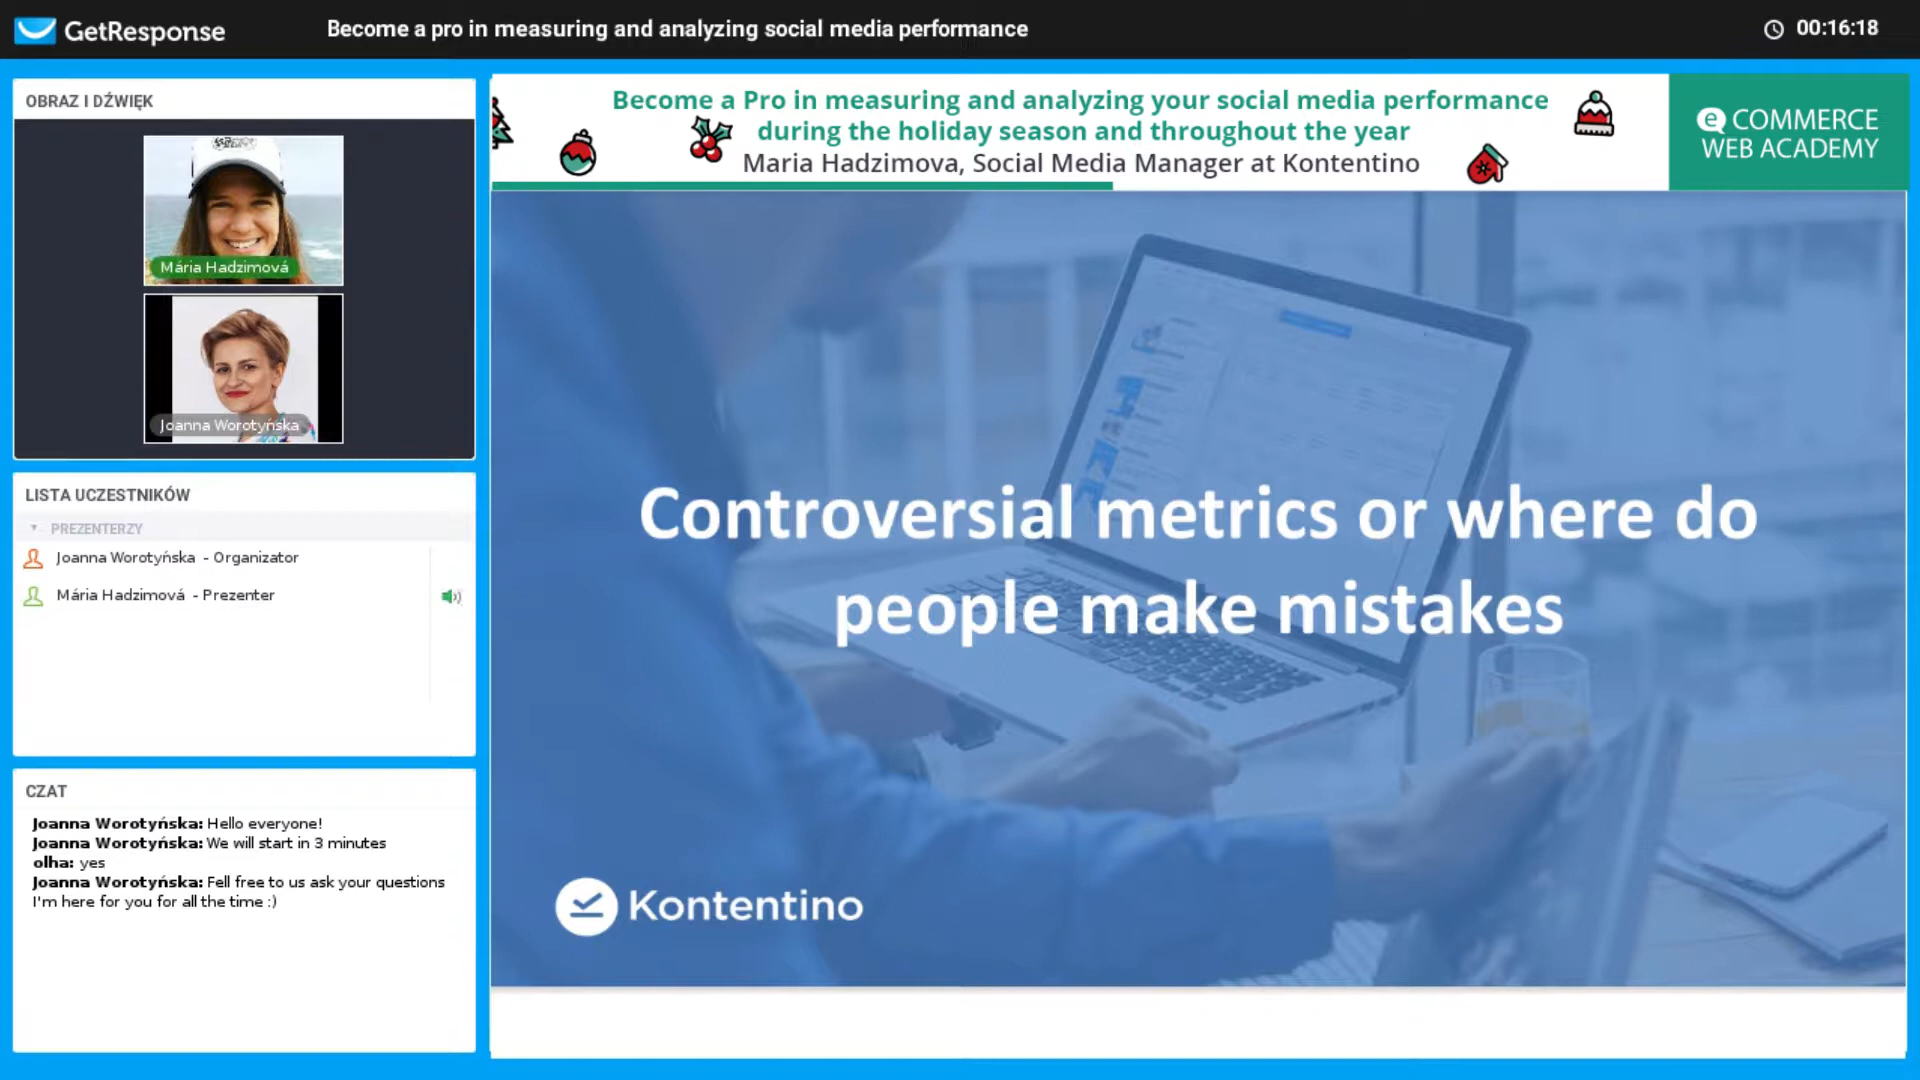 GetResponse
Become a pro in measuring and analyzing social media performance
00:16:18
OBRAZ I DŹWIĘK
Mária Hadzimová
Joanna Worotyńska
LISTA UCZESTNIKÓW
PREZENTERZY
Joanna Worotyńska - Organizator
Mária Hadzimová - Prezenter
CZAT
Joanna Worotyńska: Hello everyone!
Joanna Worotyńska: We will start in 3 minutes
olha: yes
Joanna Worotyńska: Fell free to us ask your questions
I'm here for you for all the time :)
Become a Pro in measuring and analyzing your social media performance
during the holiday season and throughout the year
Maria Hadzimova, Social Media Manager at Kontentino
e COMMERCE
WEB ACADEMY
Controversial metrics or where do
people make mistakes
Kontentino